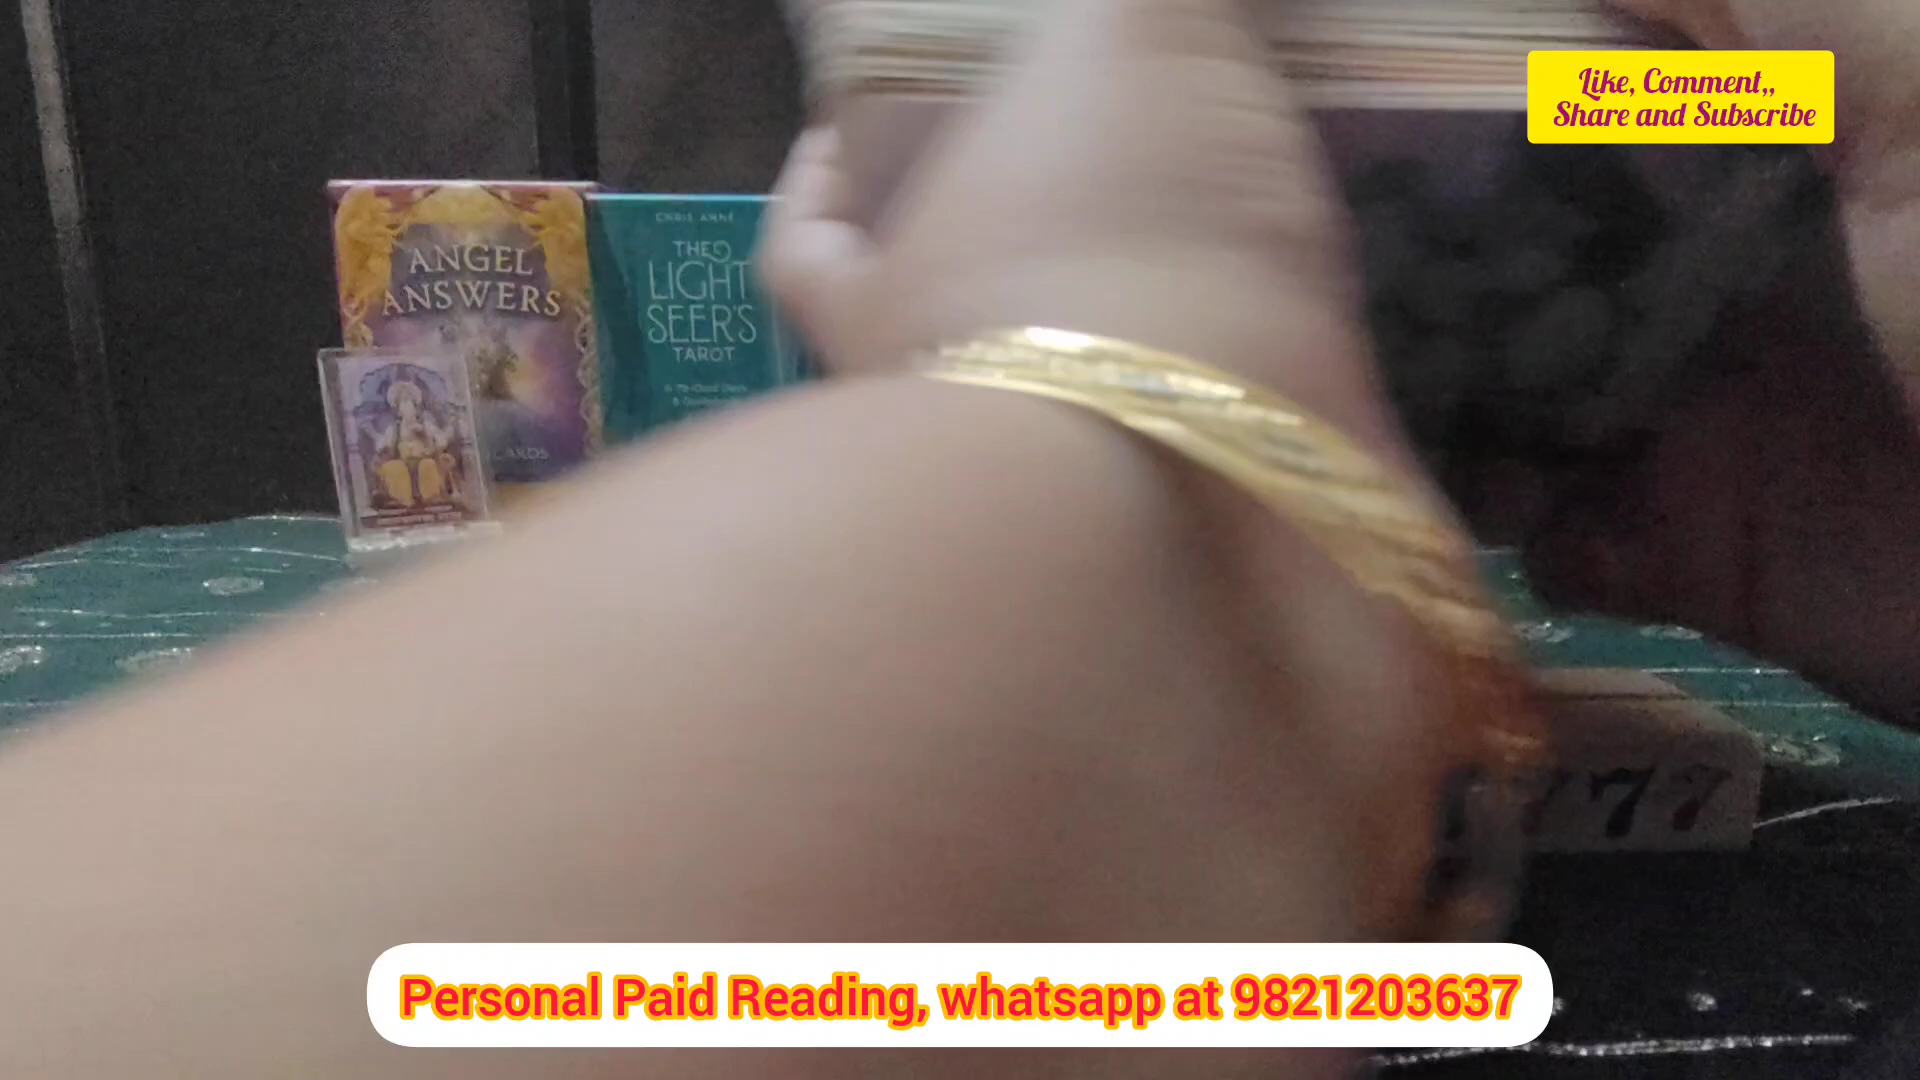 Like, Comment,,
Share and Subscribe
CHRIS ANNE
ANGEL
ANSWERS
THE
LIGHT
SEER'S
TAROT
CARDS
777
Personal Paid Reading, whatsapp at 9821203637